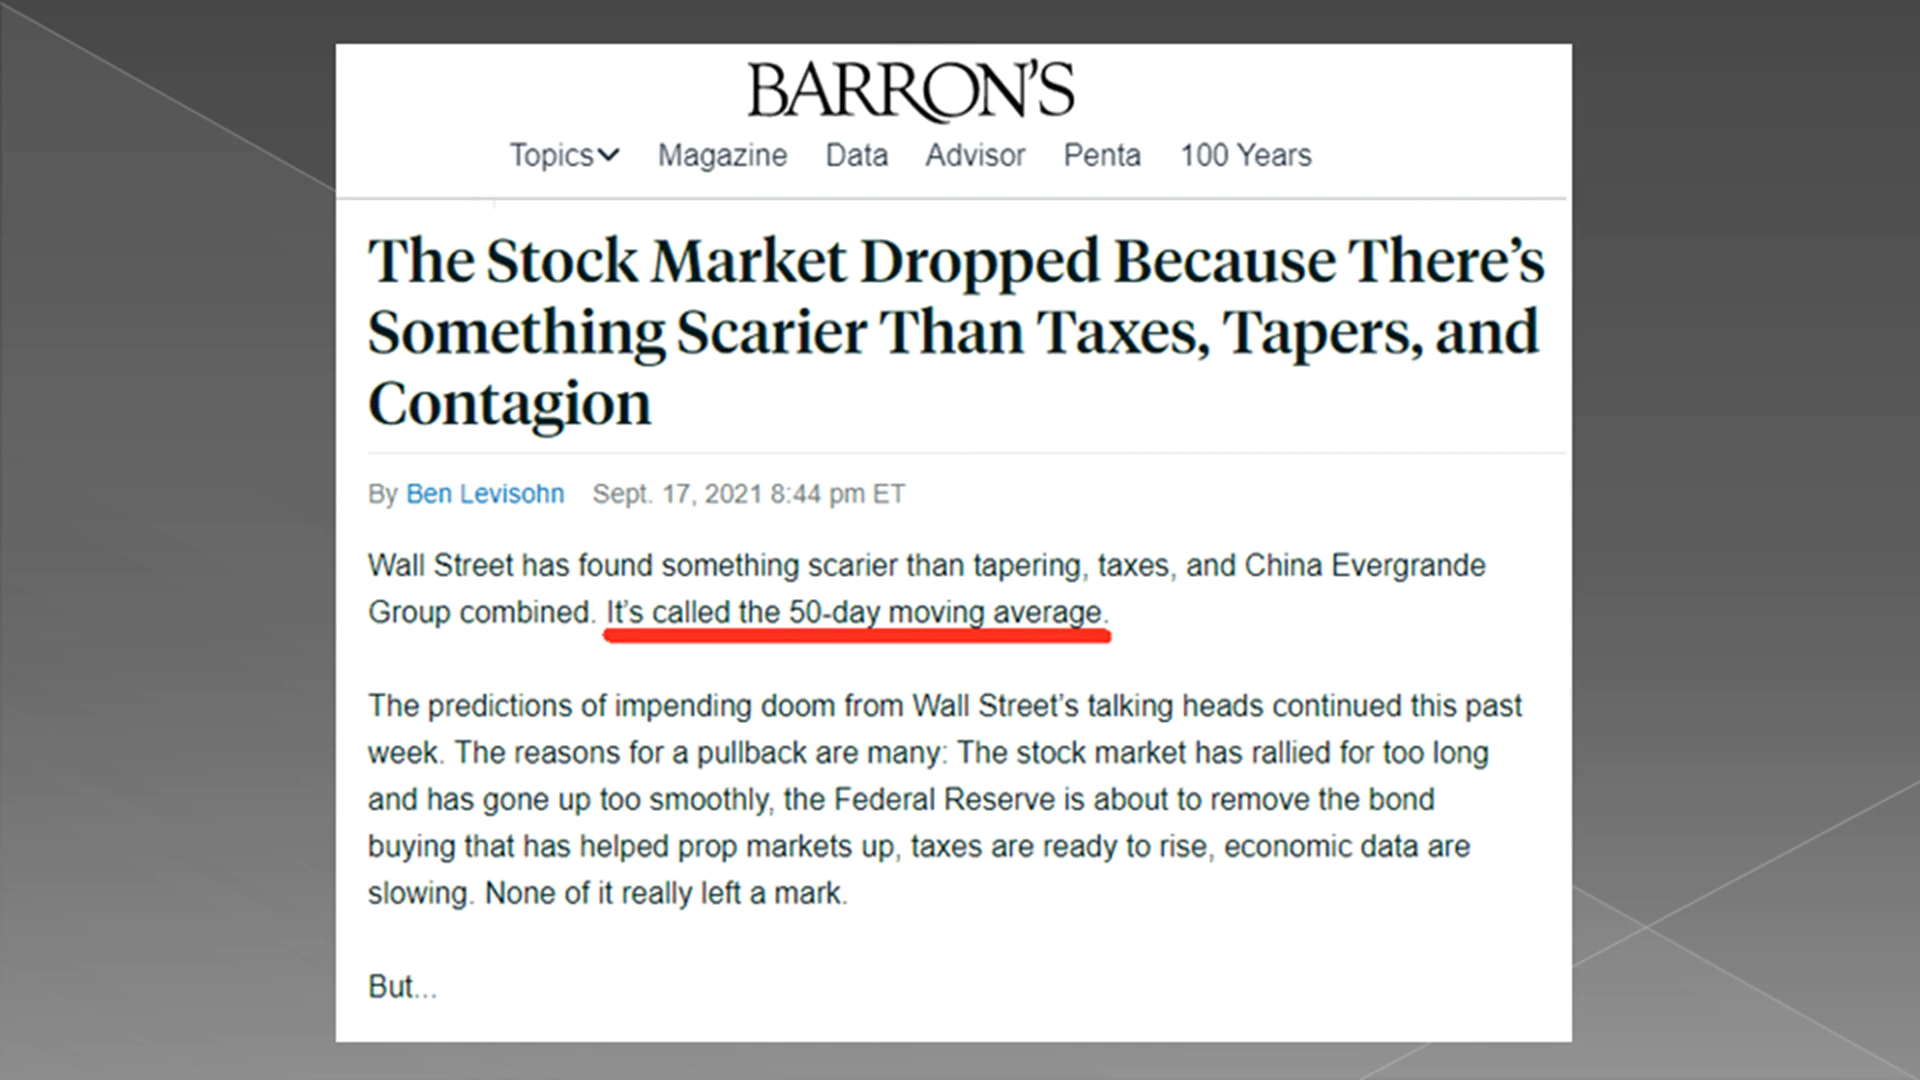 BARRON'S
Topics Magazine Data Advisor Penta 100 Years
The Stock Market Dropped Because There's
Something Scarier Than Taxes, Tapers, and
Contagion
By Ben Levisohn Sept. 17, 2021 8:44 pm ET
Wall Street has found something scarier than tapering, taxes, and China Evergrande
Group combined. It's called the 50-day moving average.
The predictions of impending doom from Wall Street's talking heads continued this past
week. The reasons for a pullback are many: The stock market has rallied for too long
and has gone up too smoothly, the Federal Reserve is about to remove the bond
buying that has helped prop markets up, taxes are ready to rise, economic data are
slowing. None of it really left a mark.
But...